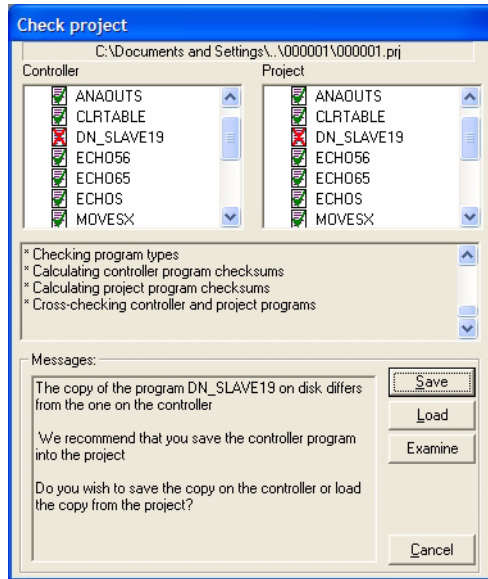 Check project
C:\Documents and Settings\..\000001\000001.prj
Controller
Project
ANAOUTS
CLRTABLE
DN_SLAVE19
ECHO56
ECHO65
ECHOS
MOVESX
ANAOUTS
CLRTABLE
DN_SLAVE19
ECHO56
ECHO65
ECHOS
MOVESX
* Checking program types
* Calculating controller program checksums
* Calculating project program checksums
* Cross-checking controller and project programs
Messages:
The copy of the program DN_SLAVE19 on disk differs
from the one on the controller
We recommend that you save the controller program
into the project
Do you wish to save the copy on the controller or load
the copy from the project?
Save
Load
Examine
Cancel